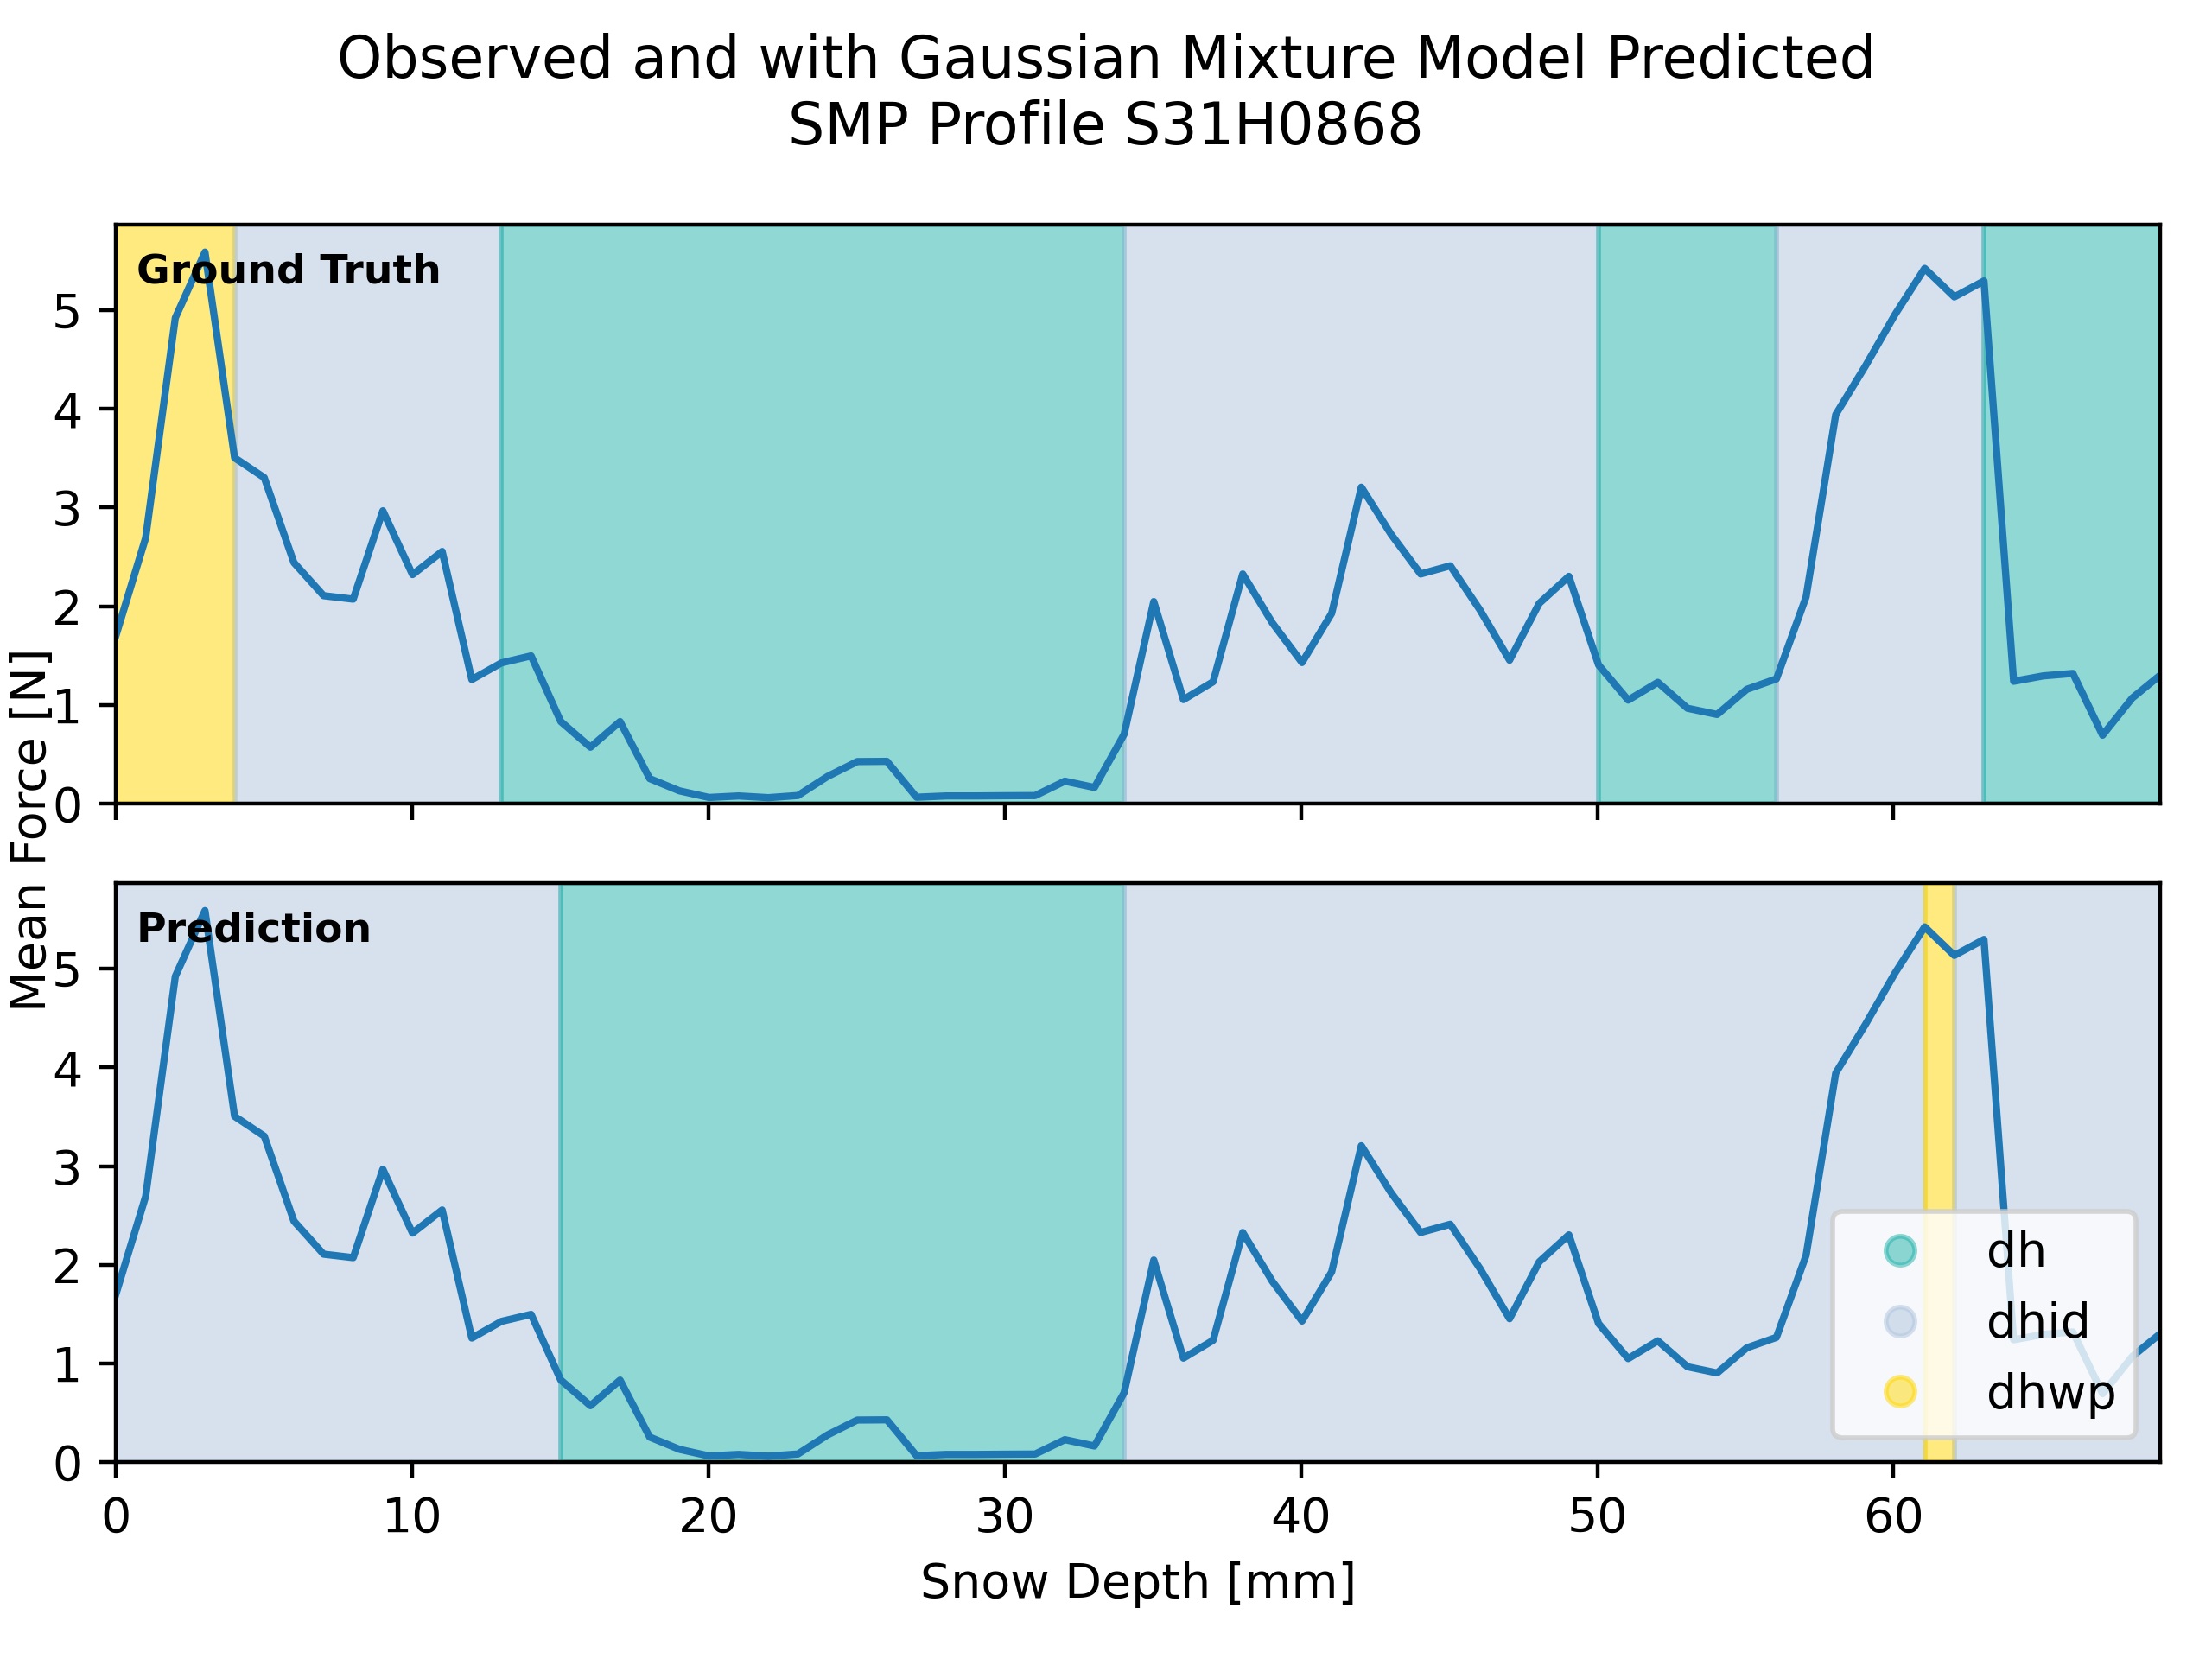 Observed and with Gaussian Mixture Model Predicted
SMP Profile S31H0868
Ground Truth
5
4
3
2
1
0
Mean Force [N]
Prediction
5
4
3
2
1
0
dh
dhid
dhwp
0 10 20 30 40 50 60
Snow Depth [mm]